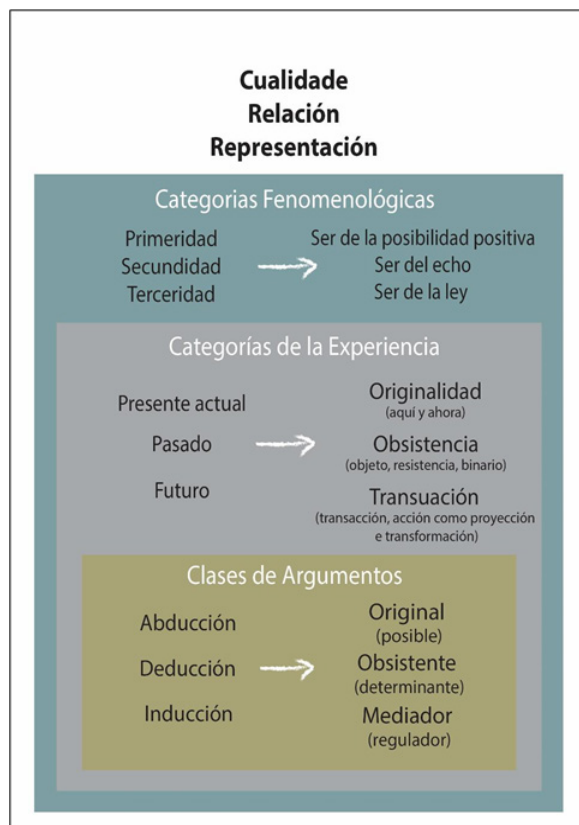 Cualidade
Relación
Representación
Categorias Fenomenológicas
Primeridad
Secundidad
Terceridad
Ser de la posibilidad positiva
Ser del echo
Ser de la ley
Categorías de la Experiencia
Presente actual
Pasado
Futuro
Originalidad
(aquí y ahora)
Obsistencia
(objeto, resistencia, binario)
Transuación
(transacción, acción como proyección
e transformación)
Clases de Argumentos
Abducción
Deducción
Inducción
Original
(posible)
Obsistente
(determinante)
Mediador
(regulador)